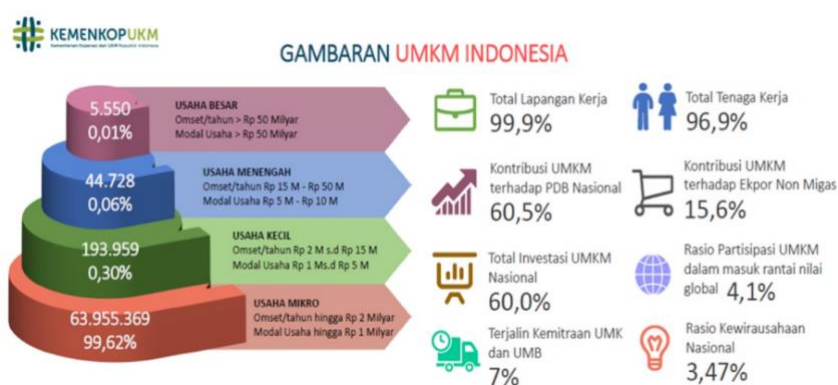 KEMENKOPUKM
Kementerian Koperasi dan UKM Republik Indonesia
GAMBARAN UMKM INDONESIA
5.550
0,01%
USAHA BESAR
Omset/tahun > Rp 50 Milyar
Modal Usaha > Rp 50 Milyar
44.728
0,06%
USAHA MENENGAH
Omset/tahun Rp 15 M - Rp 50 M
Modal Usaha Rp 5 M - Rp 10 M
193.959
0,30%
USAHA KECIL
Omset/tahun Rp 2 M s.d Rp 15 M
Modal Usaha Rp 1 Ms.d Rp 5 M
63.955.369
99,62%
USAHA MIKRO
Omset/tahun hingga Rp 2 Milyar
Modal Usaha hingga Rp 1 Milyar
Total Lapangan Kerja
99,9%
Total Tenaga Kerja
96,9%
Kontribusi UMKM
terhadap PDB Nasional
60,5%
Kontribusi UMKM
terhadap Ekpor Non Migas
15,6%
Total Investasi UMKM
Nasional
60,0%
Rasio Partisipasi UMKM
dalam masuk rantai nilai
global 4,1%
Terjalin Kemitraan UMK
dan UMB
7%
Rasio Kewirausahaan
Nasional
3,47%